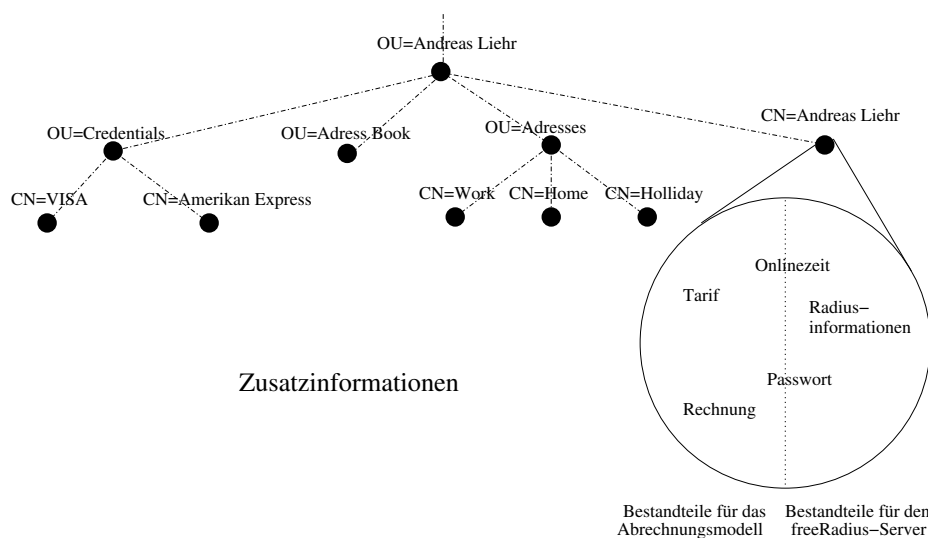 OU=Andreas Liehr
CN=Andreas Liehr
OU=Credentials
OU=Adress Book
OU=Adresses
CN=VISA
CN=Amerikan Express
CN=Work
CN=Home
CN=Holliday
Onlinezeit
Tarif
Radius−
informationen
Zusatzinformationen
Passwort
Rechnung
Bestandteile für das
Abrechnungsmodell
Bestandteile für den
freeRadius−Server